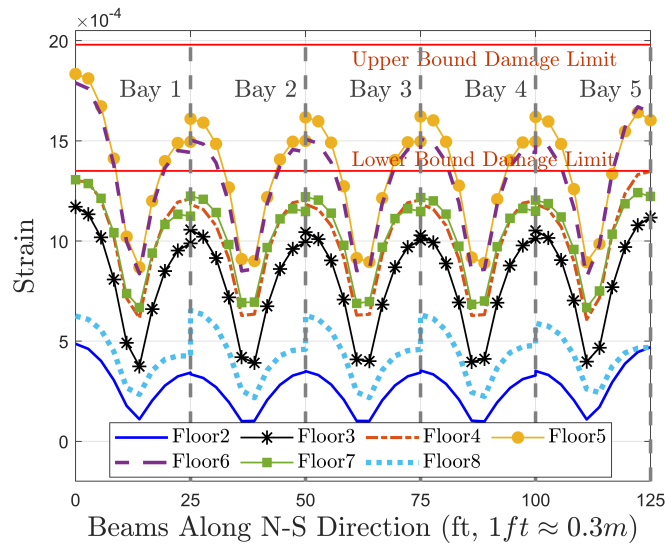 ×10⁻⁴
20
15
10
5
0
Strain
Upper Bound Damage Limit
Bay 1 Bay 2 Bay 3 Bay 4 Bay 5
Lower Bound Damage Limit
Floor2 Floor3 Floor4 Floor5
Floor6 Floor7 Floor8
0 25 50 75 100 125
Beams Along N-S Direction (ft, 1ft ≈ 0.3m)